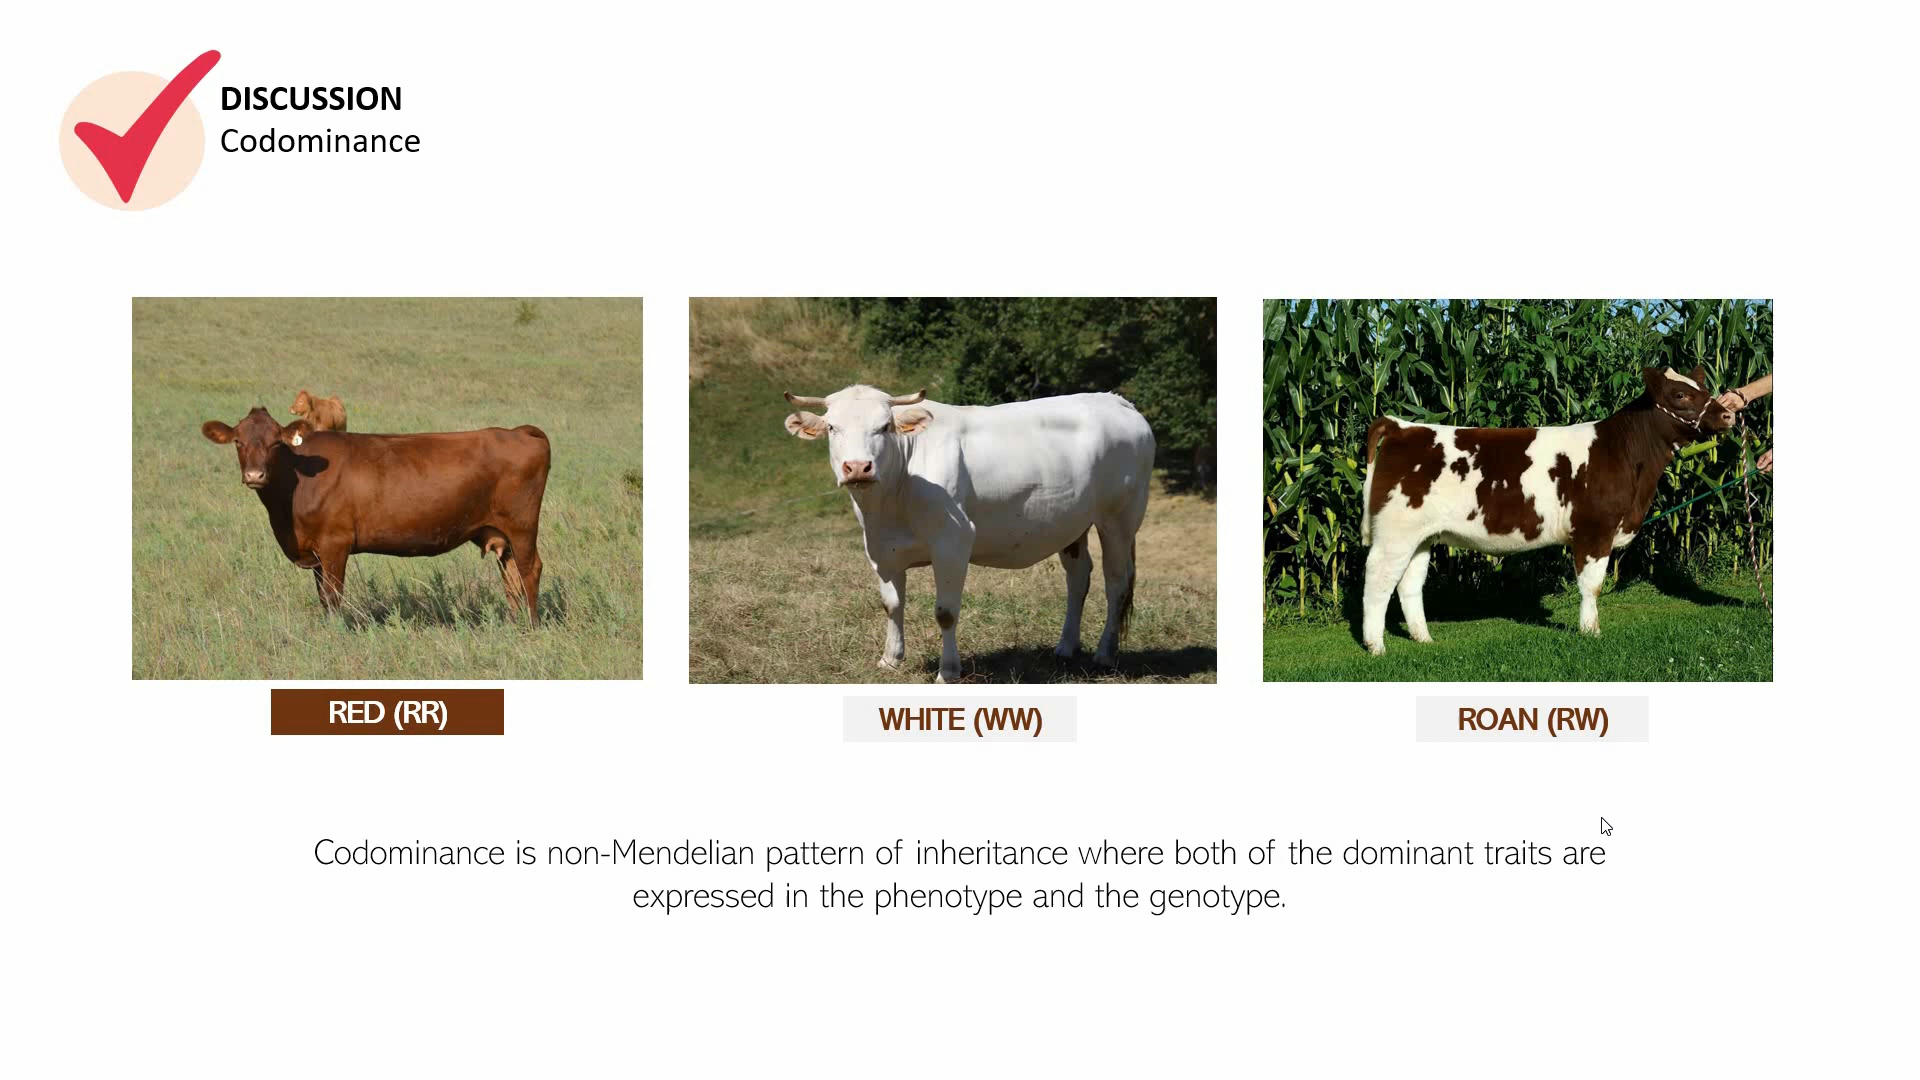 DISCUSSION
Codominance
RED (RR)
WHITE (WW)
ROAN (RW)
Codominance is non-Mendelian pattern of inheritance where both of the dominant traits are
expressed in the phenotype and the genotype.